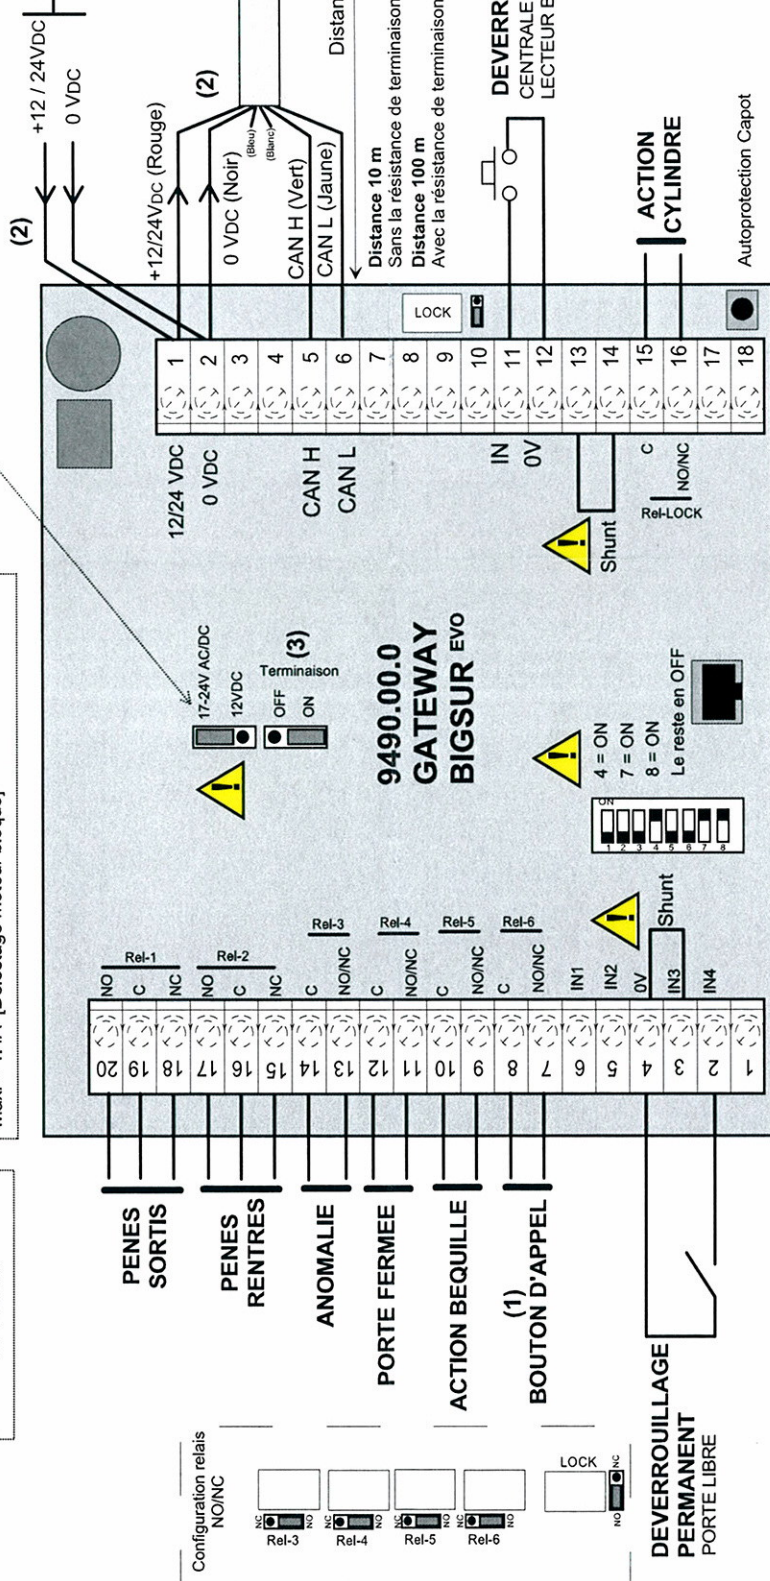 (2)
+12 / 24VDC
0 VDC
+12/24VDC (Rouge)
0 VDC (Noir)
(2)
(Bleu)
(Blanc)
CAN H (Vert)
CAN L (Jaune)
Distance 10 m
Sans la résistance de terminaison
Distance 100 m
Avec la résistance de terminaison
CENTRALE
ACTION
CYLINDRE
Autoprotection Capot
LOCK
1
2
3
4
5
6
7
8
9
10
11
12
13
14
15
16
17
18
12/24 VDC
0 VDC
CAN H
CAN L
IN
0V
Shunt
C
NO/NC
Rel-LOCK
17-24V AC/DC
12VDC
(3)
Terminaison
OFF
ON
9490.00.0
GATEWAY
BIGSUR EVO
4 = ON
7 = ON
8 = ON
Le reste en OFF
ON
1
2
3
4
5
6
7
8
NO
C
NC
Rel-1
NO
C
NC
Rel-2
C
NO/NC
Rel-3
C
NO/NC
Rel-4
C
NO/NC
Rel-5
C
NO/NC
Rel-6
IN1
IN2
0V
IN3
IN4
Shunt
20
19
18
17
16
15
14
13
12
11
10
9
8
7
6
5
4
3
2
1
PENES
SORTIS
PENES
RENTRES
ANOMALIE
PORTE FERMEE
ACTION BEQUILLE
(1)
BOUTON D'APPEL
DEVERROUILLAGE
PERMANENT
PORTE LIBRE
Configuration relais
NO/NC
NC
NO
Rel-3
NC
NO
Rel-4
NC
NO
Rel-5
NC
NO
Rel-6
LOCK
NO
NC